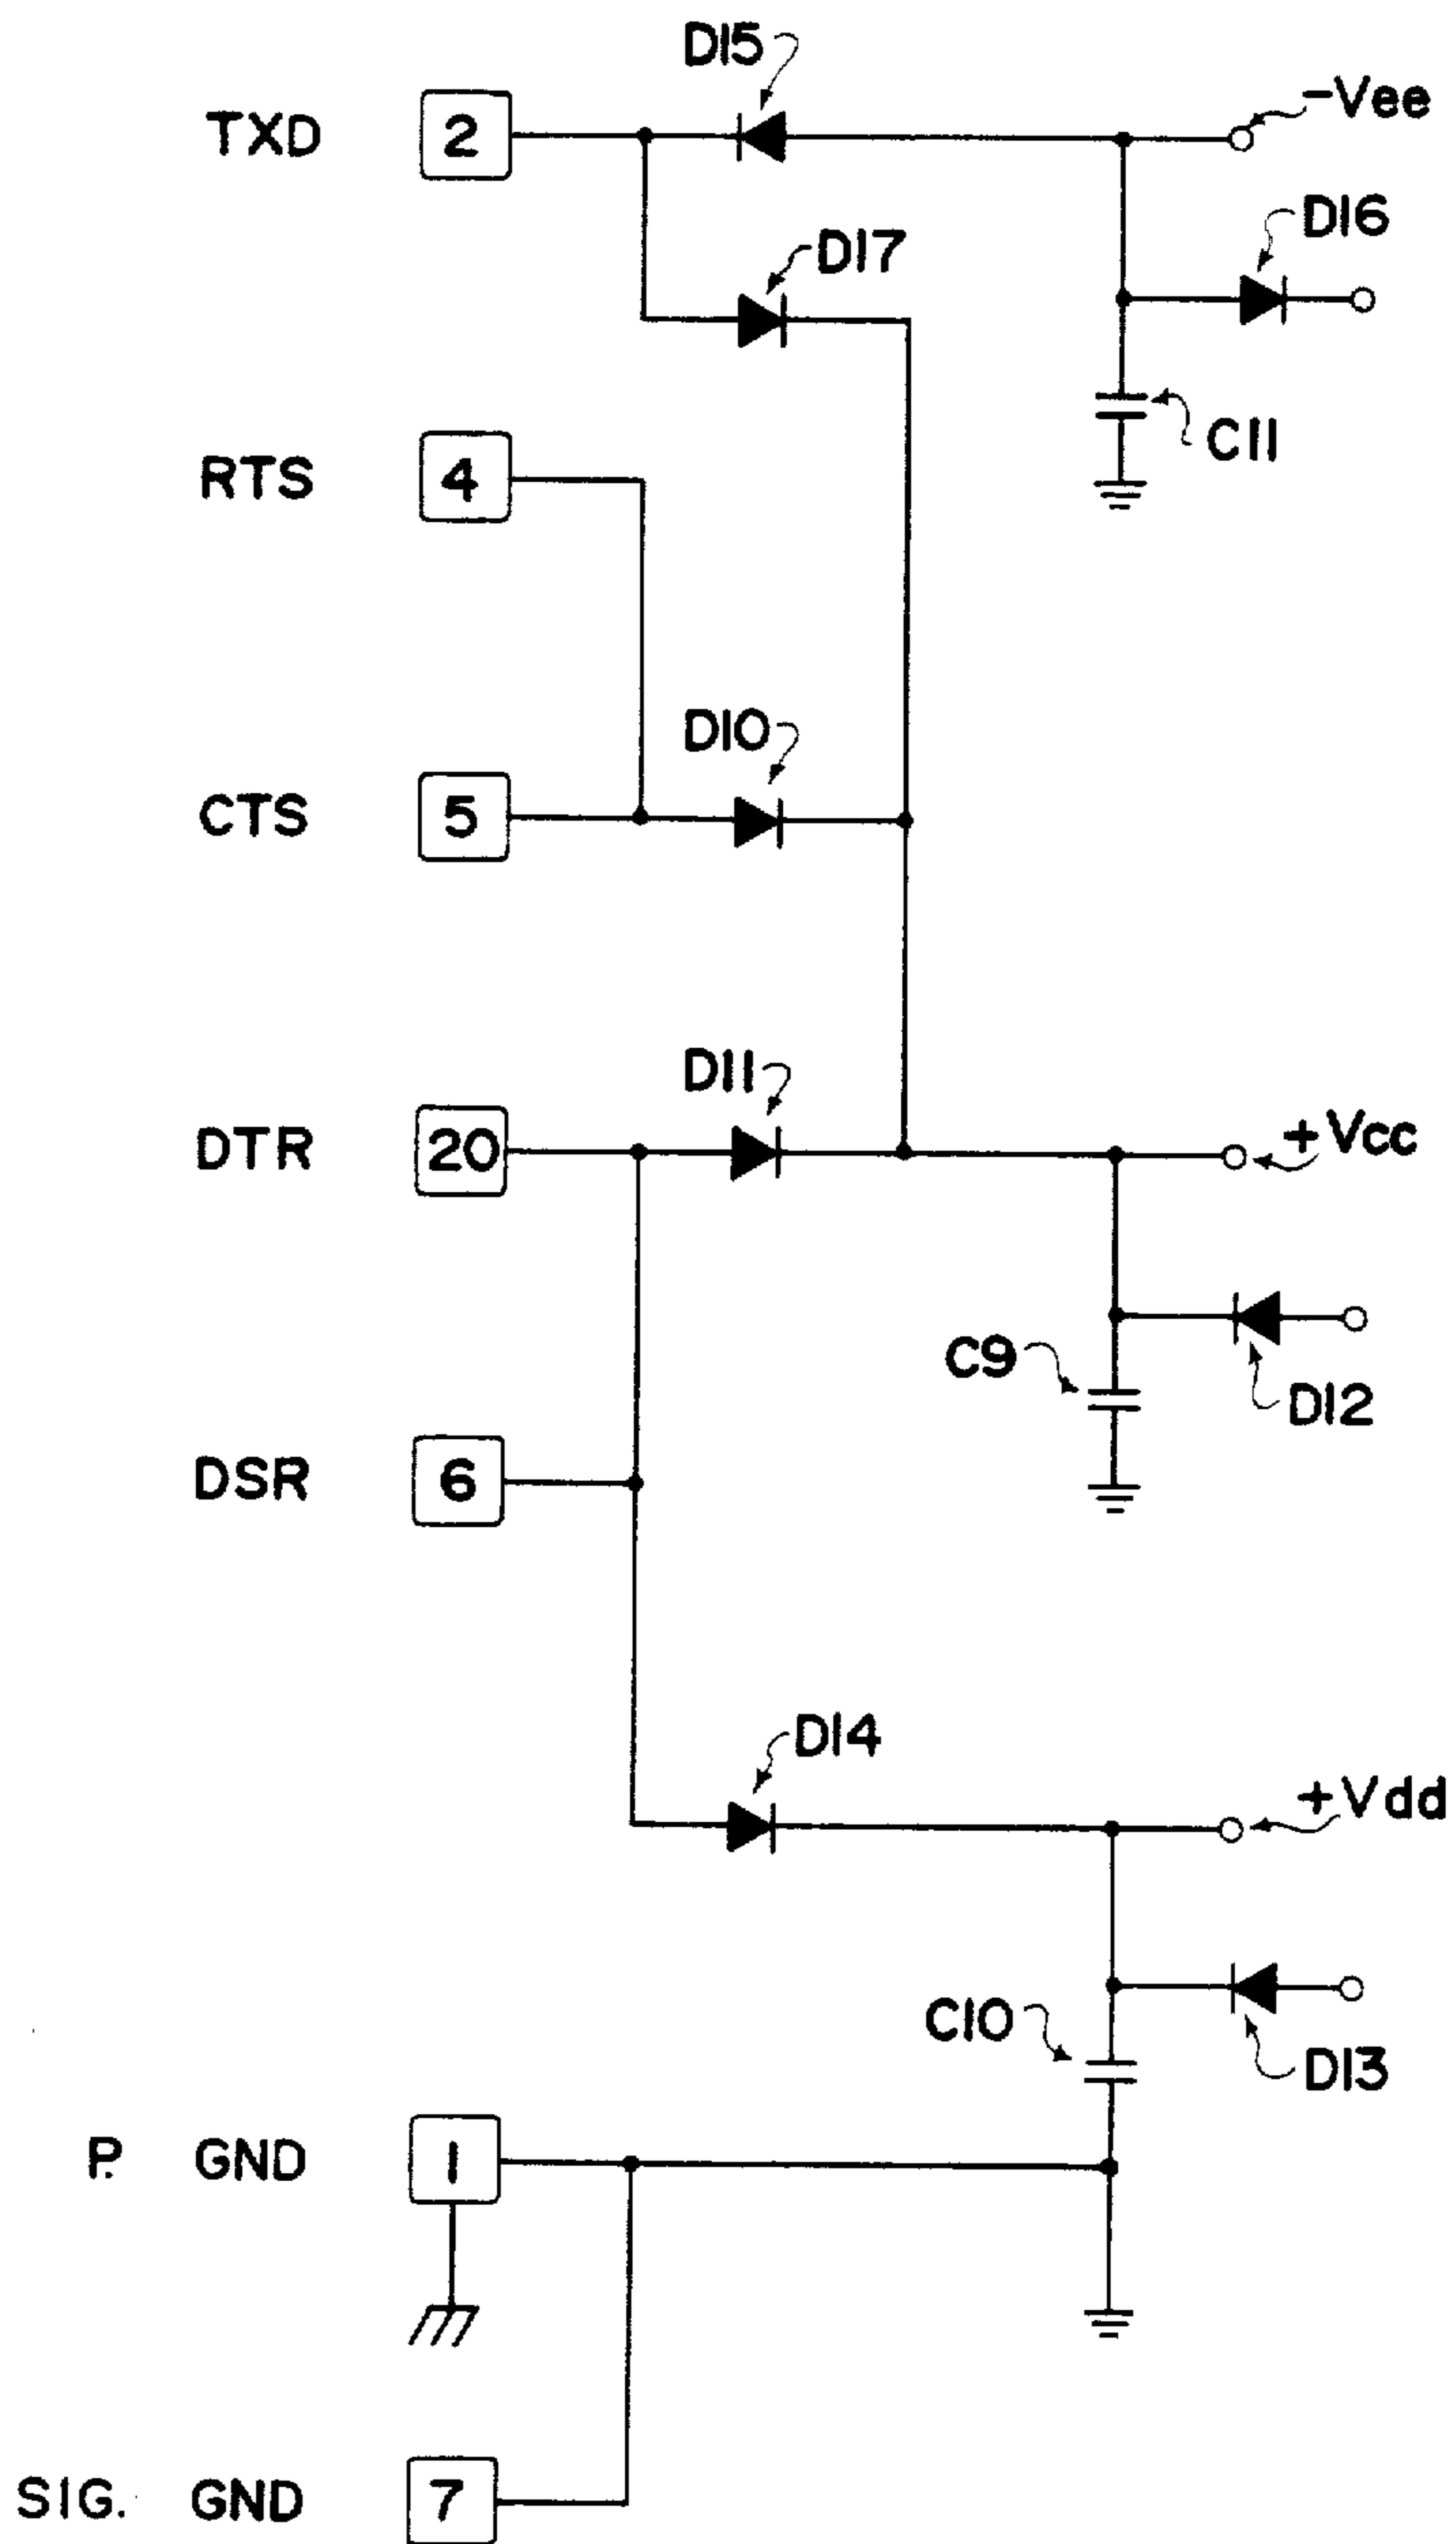 D15
TXD 2 -Vee
D16
D17
C11
RTS 4
D10
CTS 5
D11
DTR 20 +Vcc
C9
D12
DSR 6
D14
+Vdd
C10
D13
P. GND 1
SIG. GND 7